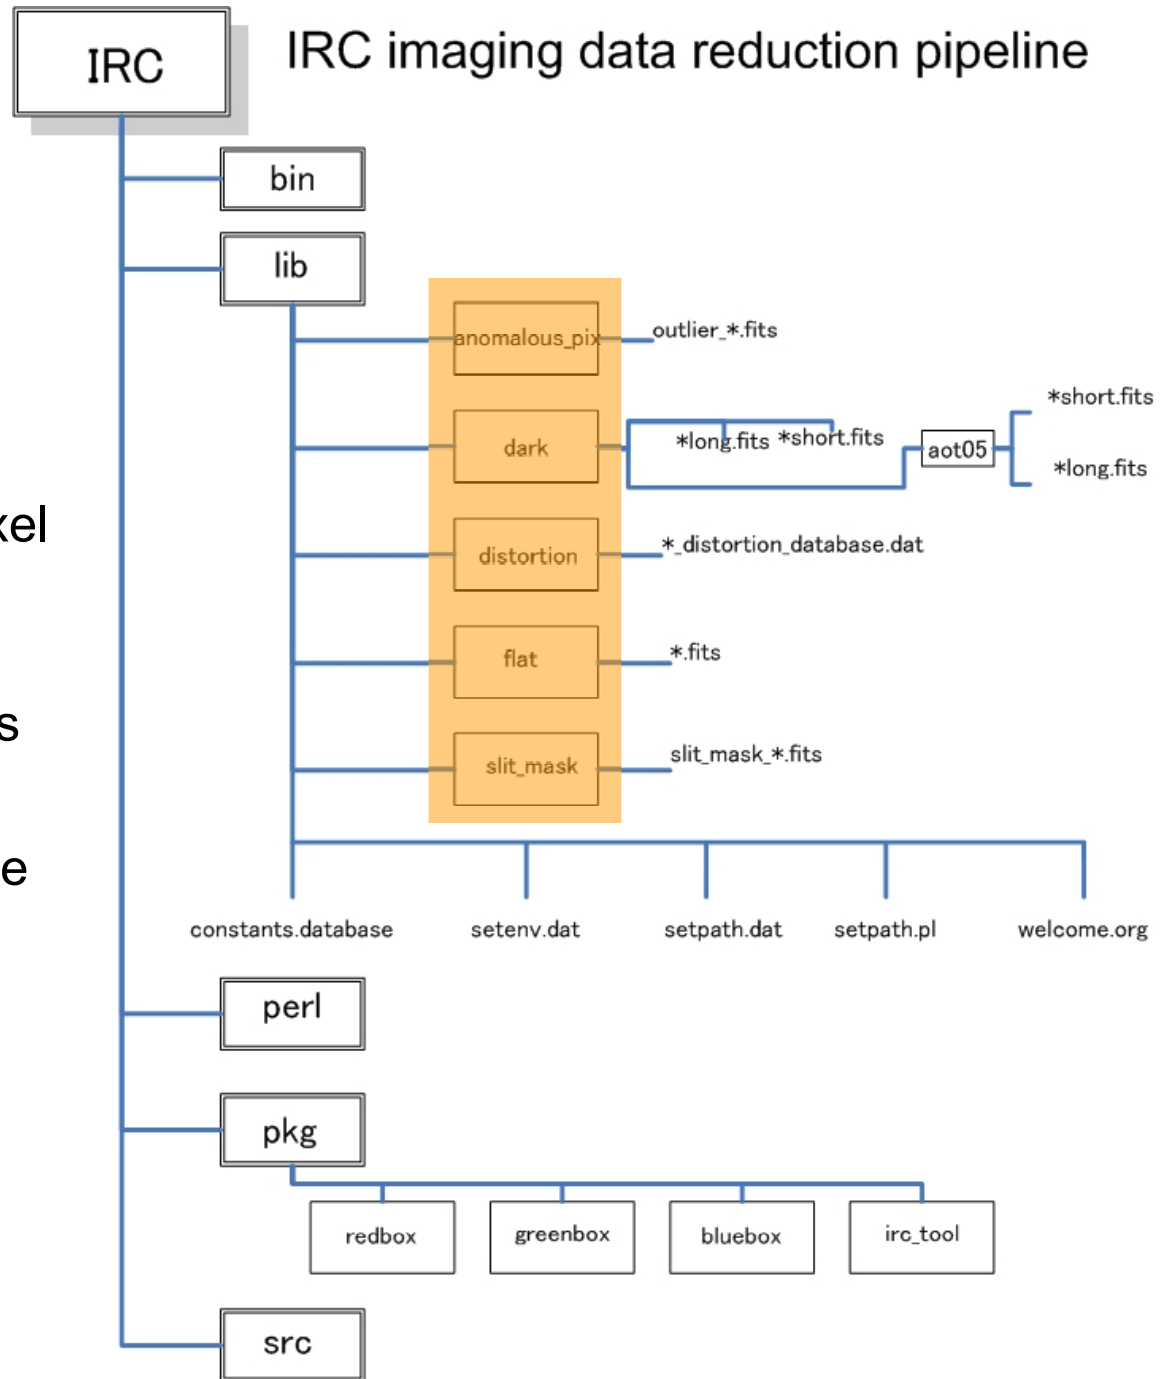 IRC
IRC imaging data reduction pipeline
bin
lib
anomalous_pix
outlier_*.fits
*short.fits
dark
*long.fits
*short.fits
aot05
*long.fits
xel
distortion
*_distortion_database.dat
flat
*.fits
s
slit_mask
slit_mask_*.fits
e
constants.database
setenv.dat
setpath.dat
setpath.pl
welcome.org
perl
pkg
redbox
greenbox
bluebox
irc_tool
src